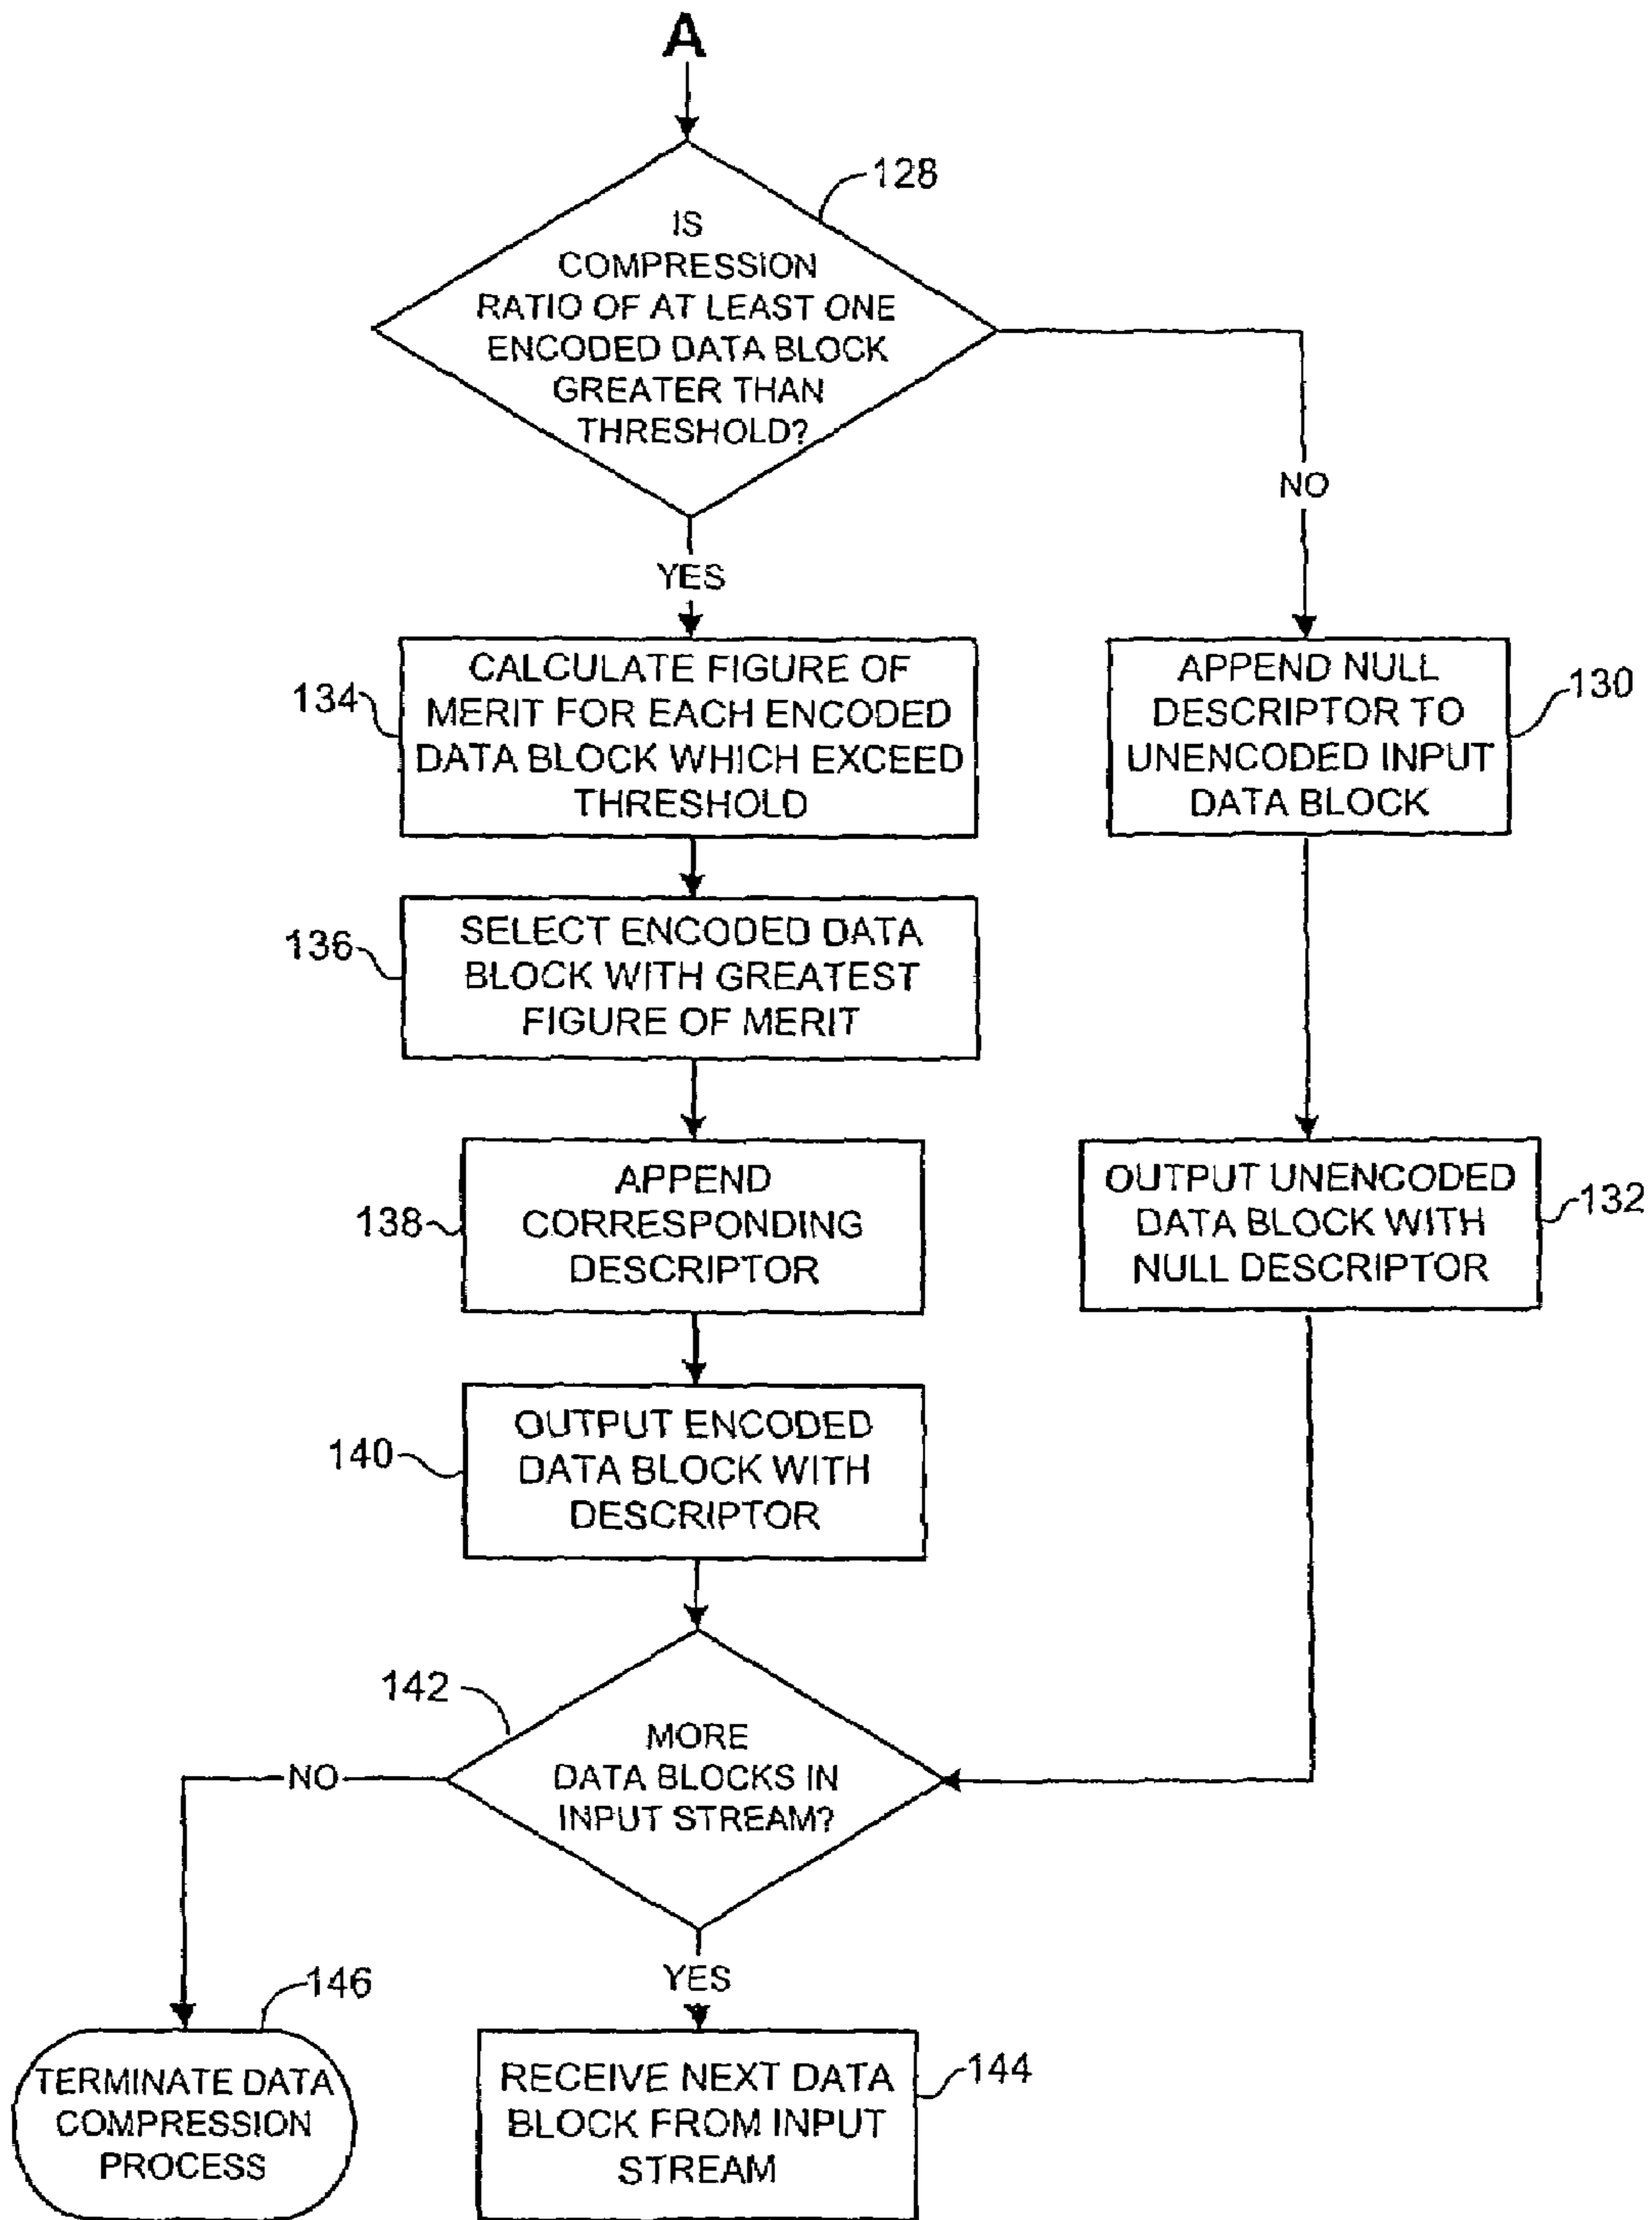 A
128
IS
COMPRESSION
RATIO OF AT LEAST ONE
ENCODED DATA BLOCK
GREATER THAN
THRESHOLD?
NO
YES
134
CALCULATE FIGURE OF
MERIT FOR EACH ENCODED
DATA BLOCK WHICH EXCEED
THRESHOLD
APPEND NULL
DESCRIPTOR TO
UNENCODED INPUT
DATA BLOCK
130
136
SELECT ENCODED DATA
BLOCK WITH GREATEST
FIGURE OF MERIT
138
APPEND
CORRESPONDING
DESCRIPTOR
OUTPUT UNENCODED
DATA BLOCK WITH
NULL DESCRIPTOR
132
140
OUTPUT ENCODED
DATA BLOCK WITH
DESCRIPTOR
142
MORE
DATA BLOCKS IN
INPUT STREAM?
NO
YES
146
TERMINATE DATA
COMPRESSION
PROCESS
RECEIVE NEXT DATA
BLOCK FROM INPUT
STREAM
144